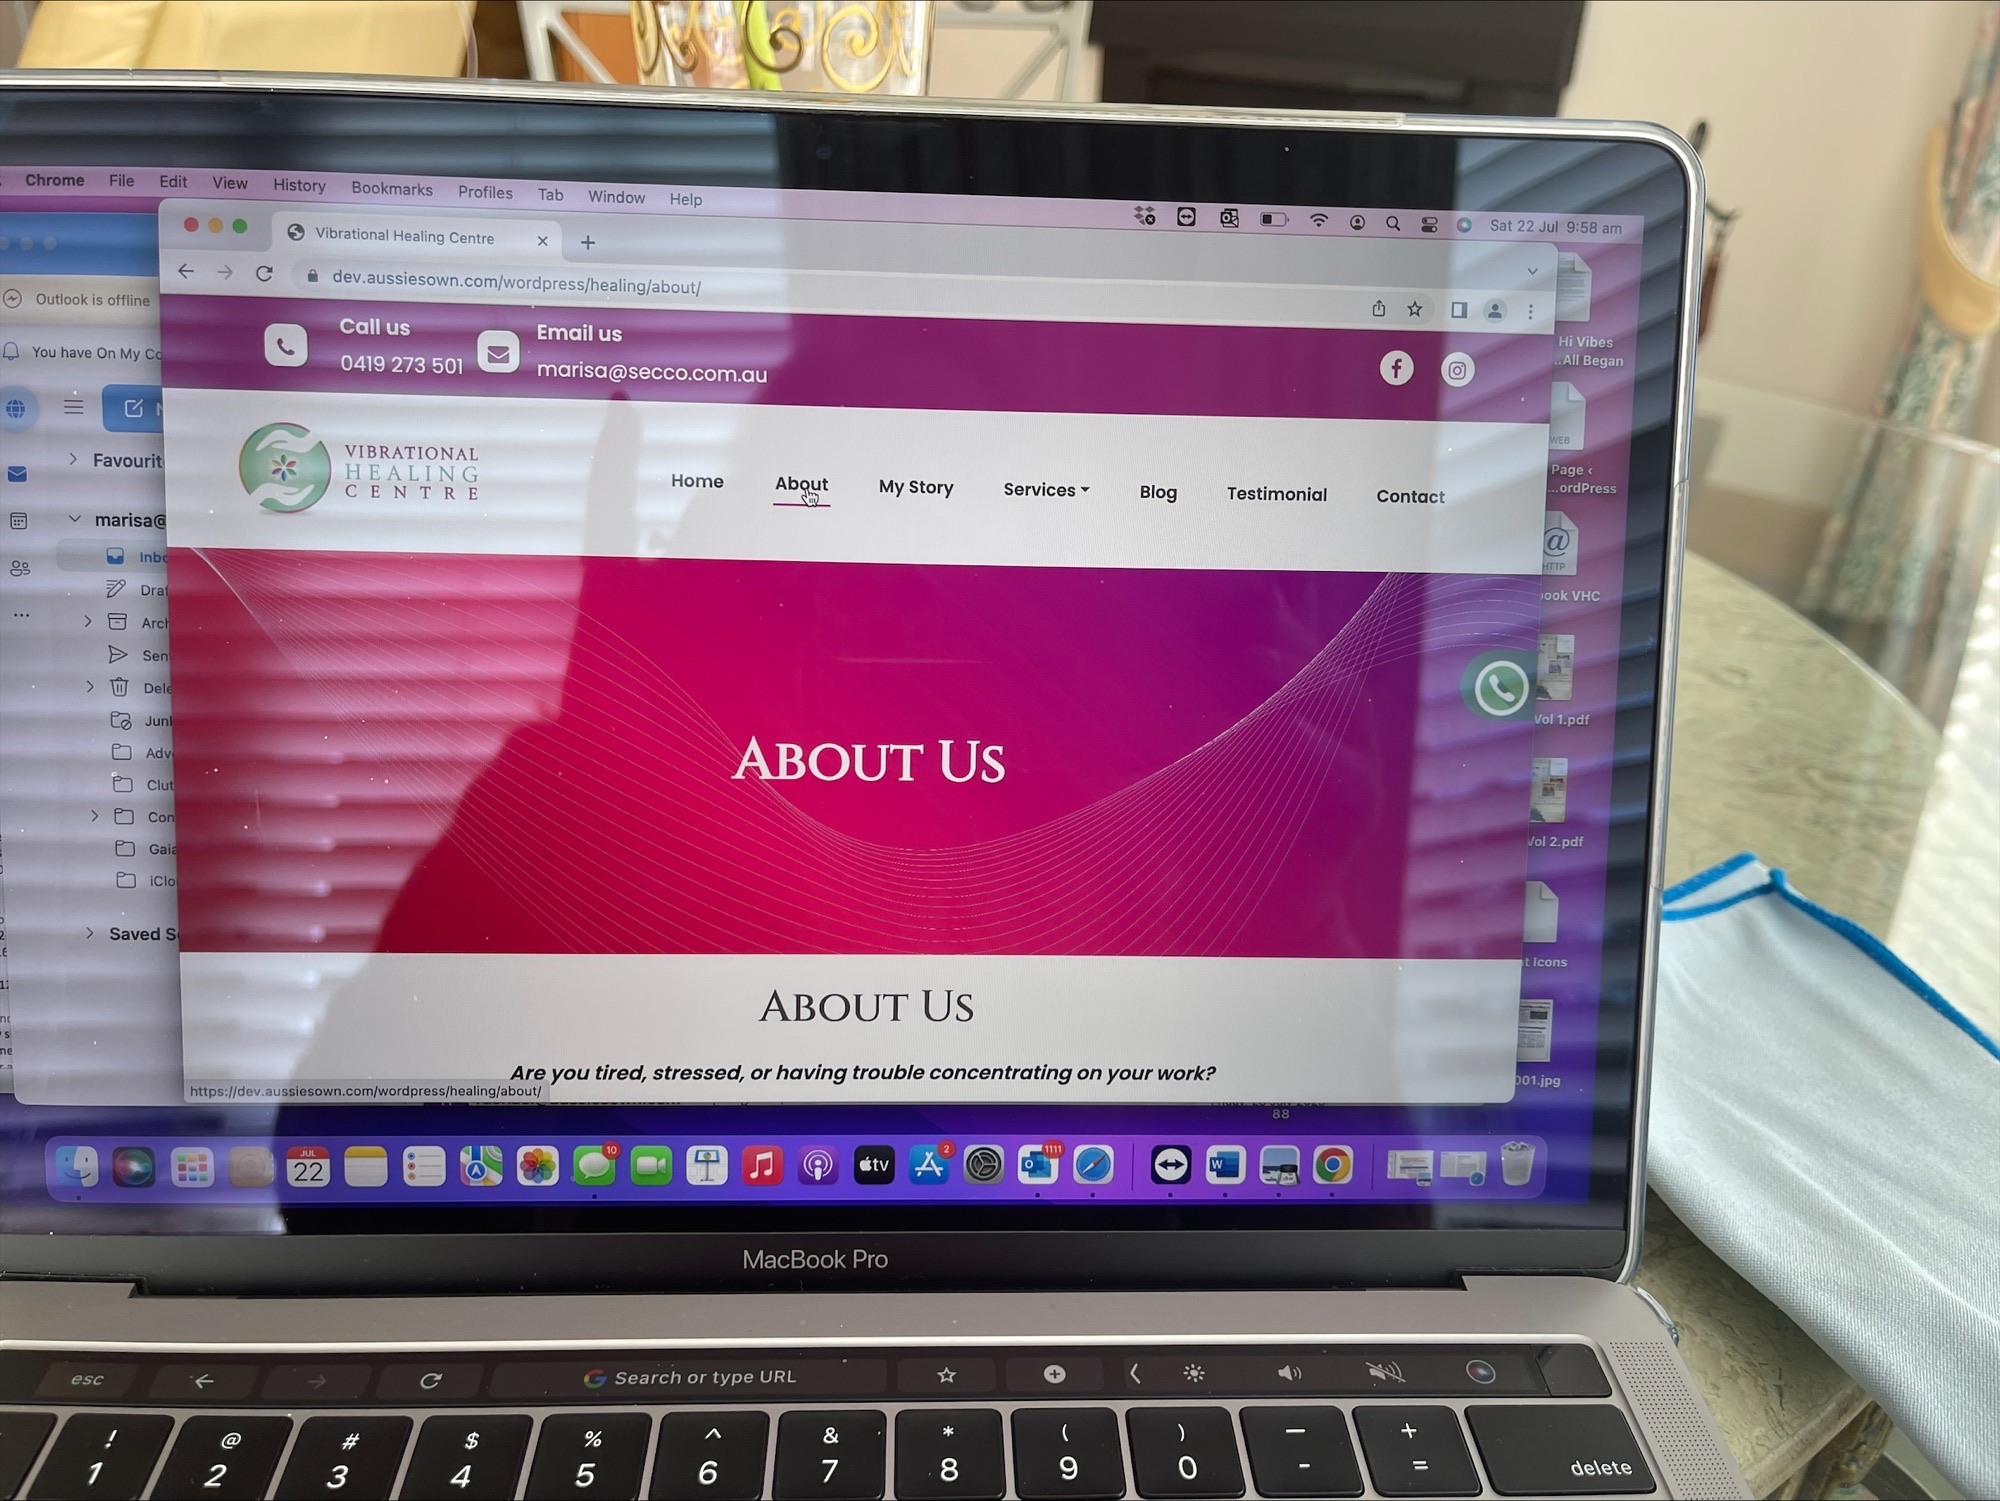 Chrome File Edit View History Bookmarks Profiles Tab Window Help
Sat 22 Jul 9:58 am
Vibrational Healing Centre
dev.aussiesown.com/wordpress/healing/about/
Outlook is offline
You have On My Co
Call us
0419 273 501
Email us
marisa@secco.com.au
VIBRATIONAL
HEALING
CENTRE
Home About My Story Services Blog Testimonial Contact
Favourit
marisa@
Inbo
Draf
Arch
Sen
Dele
Junk
Adv
Clut
Con
Gaia
iClo
Saved S
About Us
About Us
Are you tired, stressed, or having trouble concentrating on your work?
https://dev.aussiesown.com/wordpress/healing/about/
Hi Vibes
...All Began
WEB
Page ‹
...ordPress
@
HTTP
ook VHC
Vol 1.pdf
Vol 2.pdf
t Icons
001.jpg
88
JUL
22
10
tv
2
1111
O
W
MacBook Pro
esc
Search or type URL
! @ # $ % ^ & * ( ) — +
1 2 3 4 5 6 7 8 9 0 - =
delete